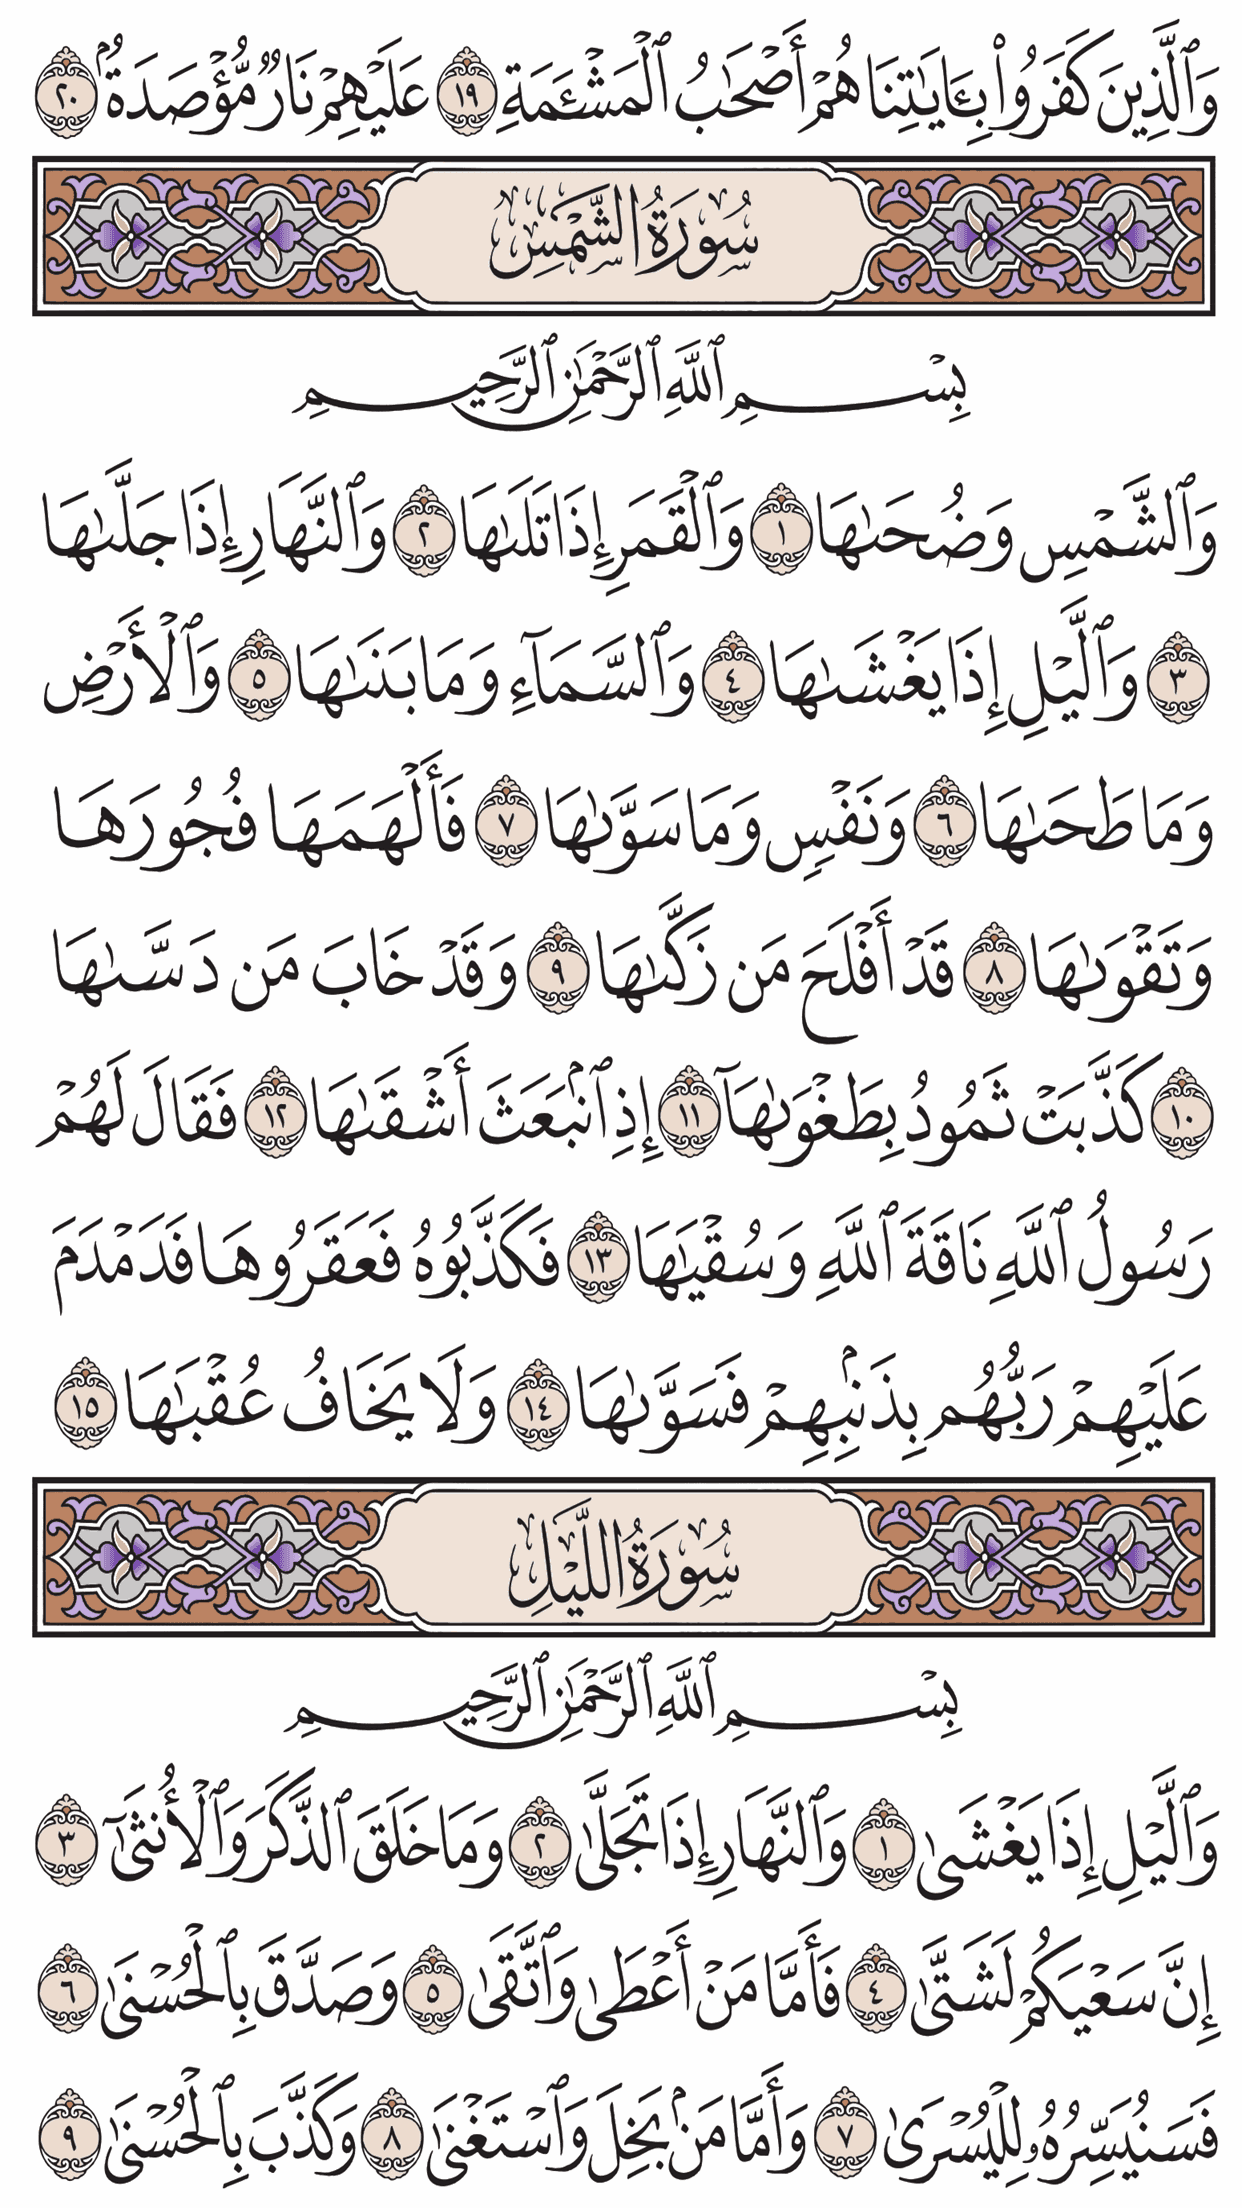 وَٱلَّذِينَ كَفَرُوا۟ بِـَٔايَـٰتِنَا هُمْ أَصْحَـٰبُ ٱلْمَشْـَٔمَةِ ١٩ عَلَيْهِمْ نَارٌ مُّؤْصَدَةٌۢ ٢٠
سُورَةُ الشَّمْسِ
بِسْمِ ٱللَّهِ ٱلرَّحْمَـٰنِ ٱلرَّحِيمِ
وَٱلشَّمْسِ وَضُحَىٰهَا ١ وَٱلْقَمَرِ إِذَا تَلَىٰهَا ٢ وَٱلنَّهَارِ إِذَا جَلَّىٰهَا
٣ وَٱلَّيْلِ إِذَا يَغْشَىٰهَا ٤ وَٱلسَّمَآءِ وَمَا بَنَىٰهَا ٥ وَٱلْأَرْضِ
وَمَا طَحَىٰهَا ٦ وَنَفْسٍ وَمَا سَوَّىٰهَا ٧ فَأَلْهَمَهَا فُجُورَهَا
وَتَقْوَىٰهَا ٨ قَدْ أَفْلَحَ مَن زَكَّىٰهَا ٩ وَقَدْ خَابَ مَن دَسَّىٰهَا
١٠ كَذَّبَتْ ثَمُودُ بِطَغْوَىٰهَآ ١١ إِذِ ٱنۢبَعَثَ أَشْقَىٰهَا ١٢ فَقَالَ لَهُمْ
رَسُولُ ٱللَّهِ نَاقَةَ ٱللَّهِ وَسُقْيَـٰهَا ١٣ فَكَذَّبُوهُ فَعَقَرُوهَا فَدَمْدَمَ
عَلَيْهِمْ رَبُّهُم بِذَنۢبِهِمْ فَسَوَّىٰهَا ١٤ وَلَا يَخَافُ عُقْبَـٰهَا ١٥
سُورَةُ اللَّيْلِ
بِسْمِ ٱللَّهِ ٱلرَّحْمَـٰنِ ٱلرَّحِيمِ
وَٱلَّيْلِ إِذَا يَغْشَىٰ ١ وَٱلنَّهَارِ إِذَا تَجَلَّىٰ ٢ وَمَا خَلَقَ ٱلذَّكَرَ وَٱلْأُنثَىٰٓ ٣
إِنَّ سَعْيَكُمْ لَشَتَّىٰ ٤ فَأَمَّا مَنْ أَعْطَىٰ وَٱتَّقَىٰ ٥ وَصَدَّقَ بِٱلْحُسْنَىٰ ٦
فَسَنُيَسِّرُهُۥ لِلْيُسْرَىٰ ٧ وَأَمَّا مَنۢ بَخِلَ وَٱسْتَغْنَىٰ ٨ وَكَذَّبَ بِٱلْحُسْنَىٰ ٩